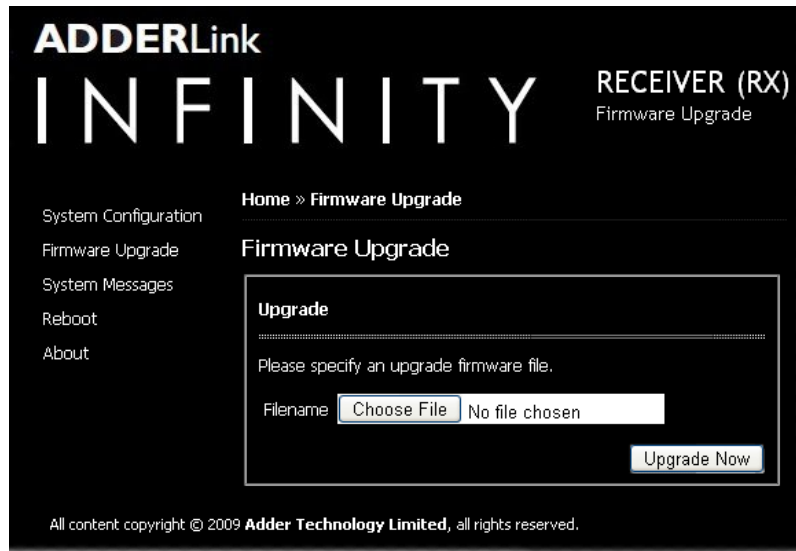 ADDERLink
INFINITY
RECEIVER (RX)
Firmware Upgrade
System Configuration
Firmware Upgrade
System Messages
Reboot
About
Home » Firmware Upgrade
Firmware Upgrade
Upgrade
Please specify an upgrade firmware file.
Filename Choose File No file chosen
Upgrade Now
All content copyright © 2009 Adder Technology Limited, all rights reserved.